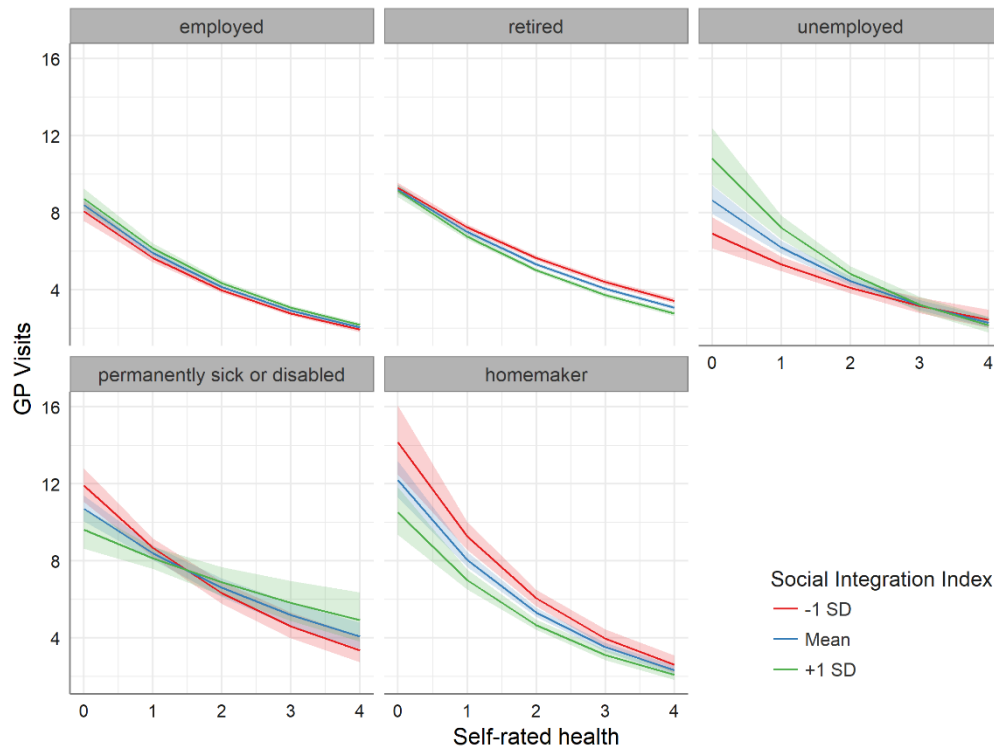 employed
retired
unemployed
16
12
8
4
0 1 2 3 4
permanently sick or disabled
homemaker
16
12
8
4
0 1 2 3 4
0 1 2 3 4
GP Visits
Self-rated health
Social Integration Index
-1 SD
Mean
+1 SD